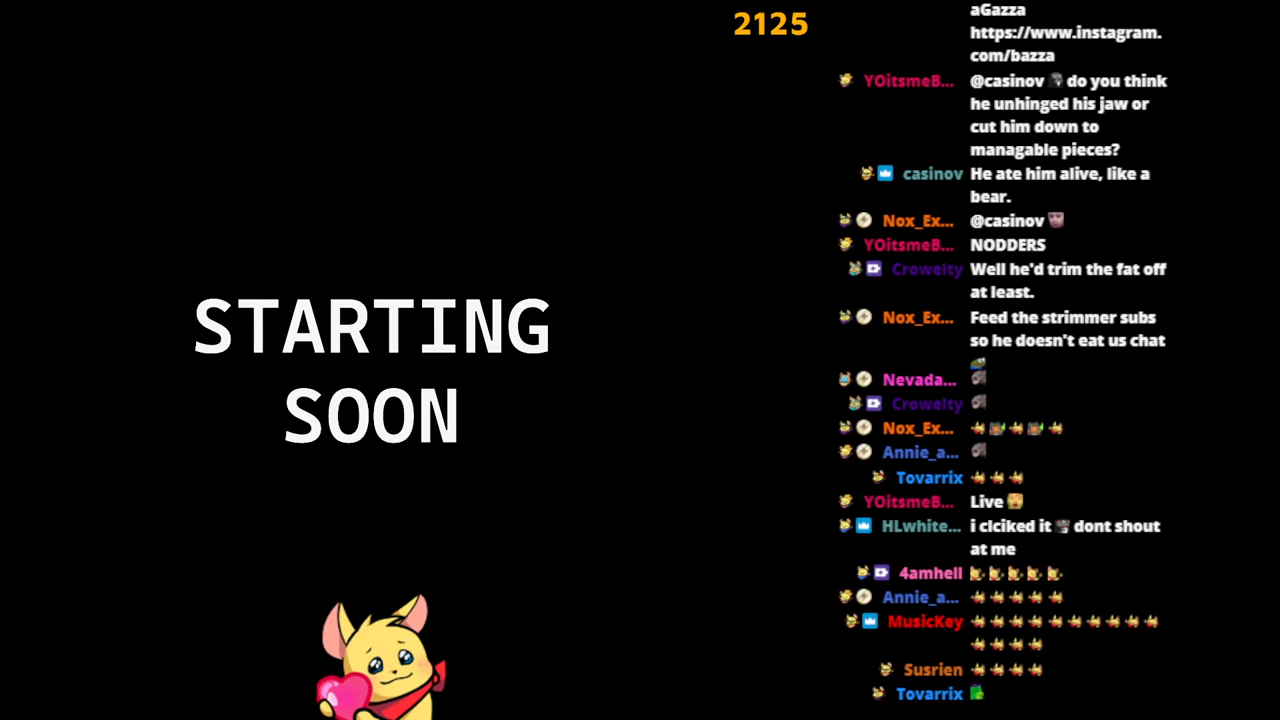 2125
STARTING
SOON
aGazza
https://www.instagram.
com/bazza
YOitsmeB... @casinov do you think
he unhinged his jaw or
cut him down to
managable pieces?
casinov He ate him alive, like a
bear.
Nox_Ex... @casinov
YOitsmeB... NODDERS
Crowelty Well he'd trim the fat off
at least.
Nox_Ex... Feed the strimmer subs
so he doesn't eat us chat
Nevada...
Crowelty
Nox_Ex...
Annie_a...
Tovarrix
YOitsmeB... Live
HLwhite... i clciked it dont shout
at me
4amhell
Annie_a...
MusicKey
Susrien
Tovarrix